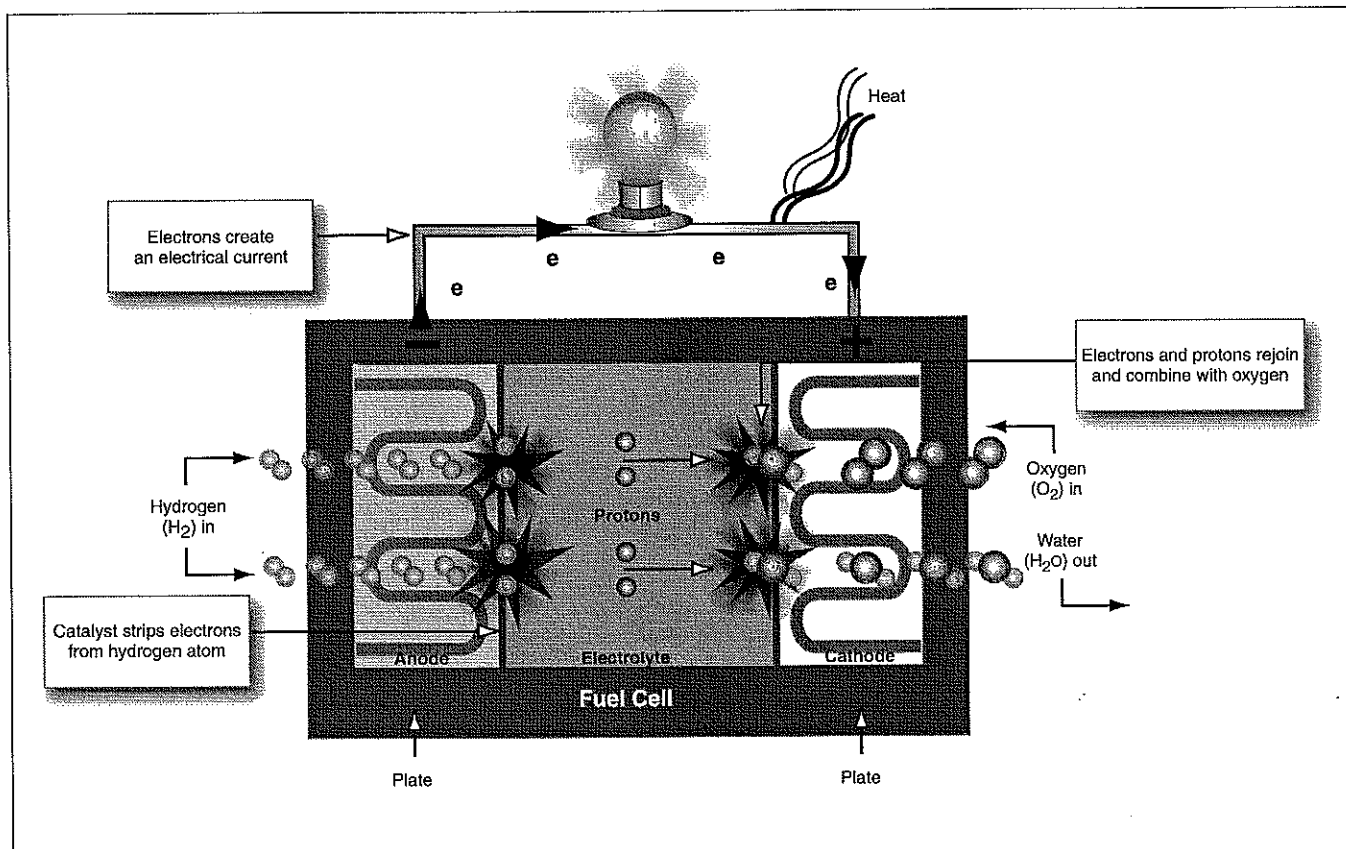 Heat
Electrons create
an electrical current
e
e
e
e
−
+
Electrons and protons rejoin
and combine with oxygen
Hydrogen
(H₂) in
Protons
Oxygen
(O₂) in
Water
(H₂O) out
Catalyst strips electrons
from hydrogen atom
Anode
Electrolyte
Cathode
Fuel Cell
Plate
Plate